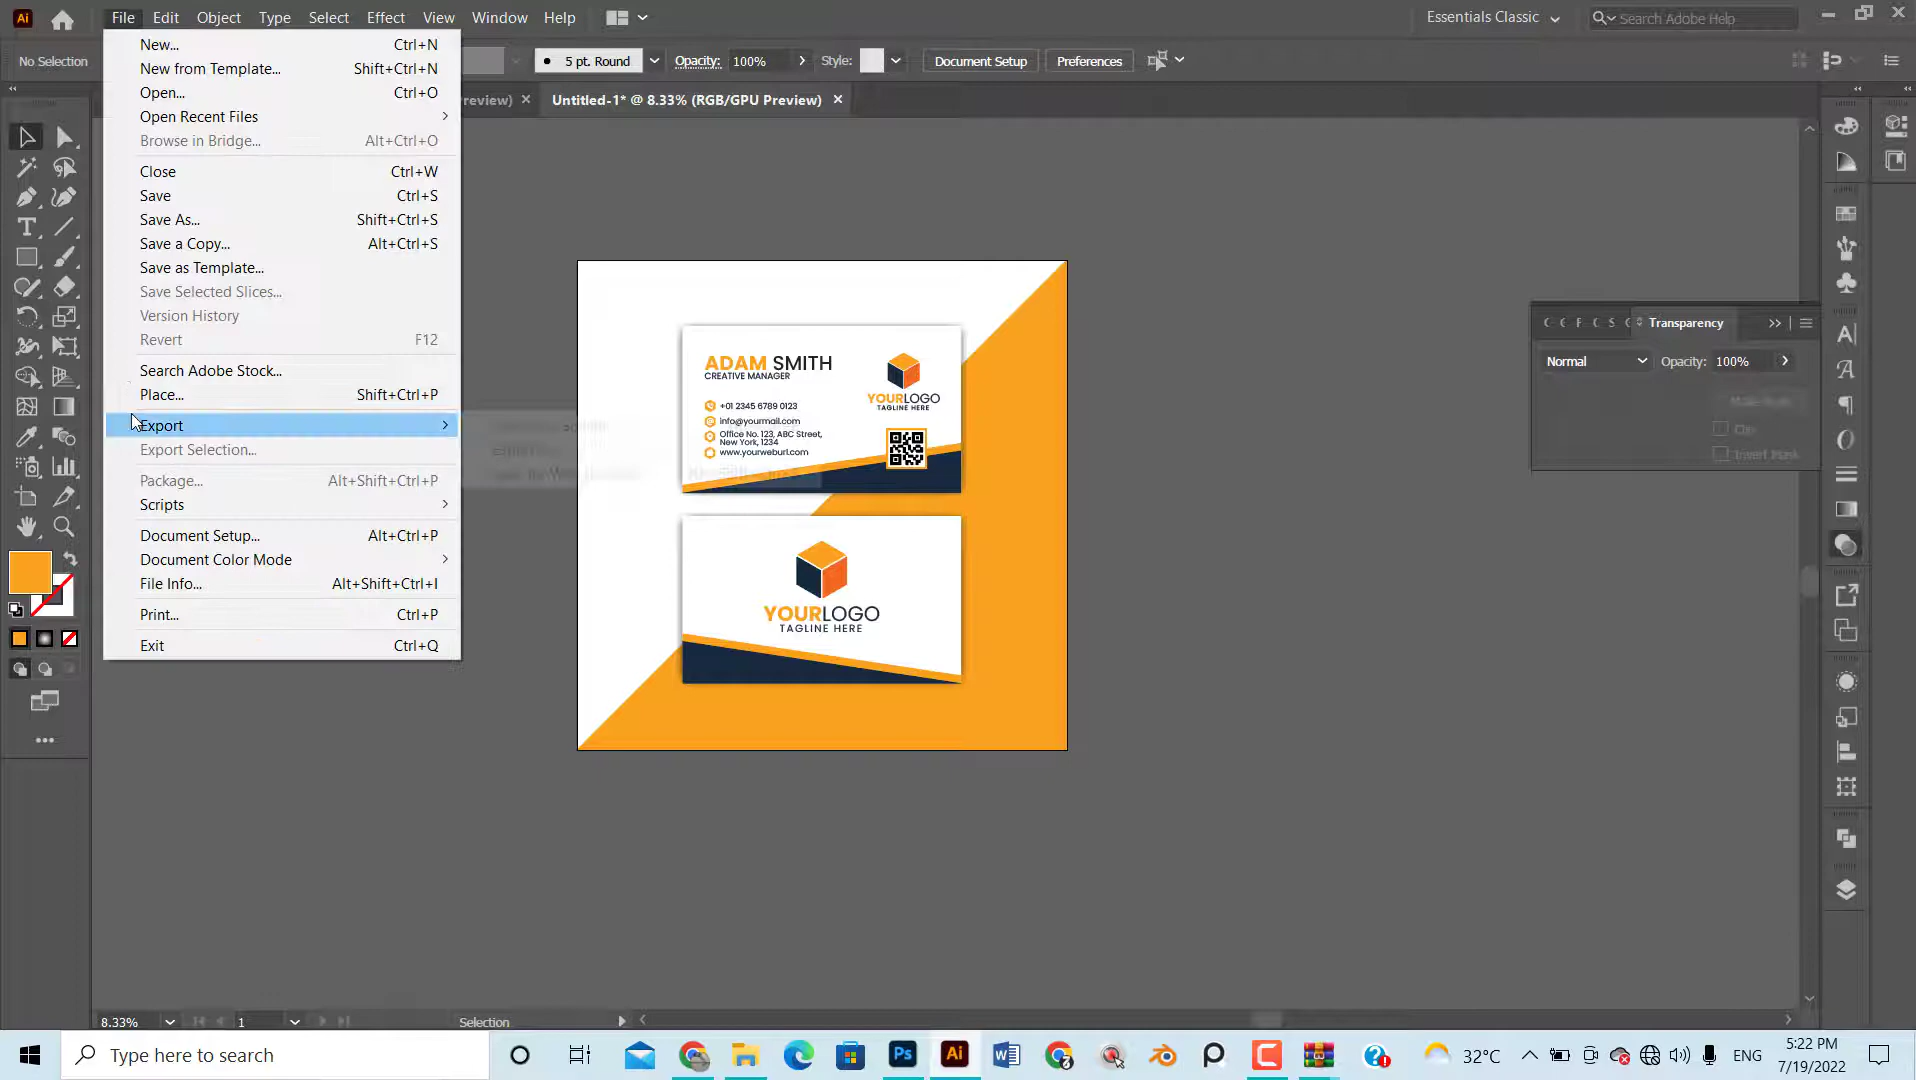 Ai File Edit Object Type Select Effect View Window Help Essentials Classic Search Adobe Help
No Selection 5 pt. Round Opacity: 100% Style: Document Setup Preferences
review) × Untitled-1* @ 8.33% (RGB/GPU Preview) ×
New... Ctrl+N
New from Template... Shift+Ctrl+N
Open... Ctrl+O
Open Recent Files
Browse in Bridge... Alt+Ctrl+O
Close Ctrl+W
Save Ctrl+S
Save As... Shift+Ctrl+S
Save a Copy... Alt+Ctrl+S
Save as Template...
Save Selected Slices...
Version History
Revert F12
Search Adobe Stock...
Place... Shift+Ctrl+P
Export
Export Selection...
Package... Alt+Shift+Ctrl+P
Scripts
Document Setup... Alt+Ctrl+P
Document Color Mode
File Info... Alt+Shift+Ctrl+I
Print... Ctrl+P
Exit Ctrl+Q
ADAM SMITH
CREATIVE MANAGER
+01 2345 6789 0123
info@yourmail.com
Office No. 123, ABC Street,
New York, 1234
www.yourweburl.com
YOURLOGO
TAGLINE HERE
YOURLOGO
TAGLINE HERE
Transparency
Normal Opacity: 100%
Clip
Invert Mask
8.33% 1 Selection
Type here to search
Ps Ai
32°C ENG
5:22 PM
7/19/2022